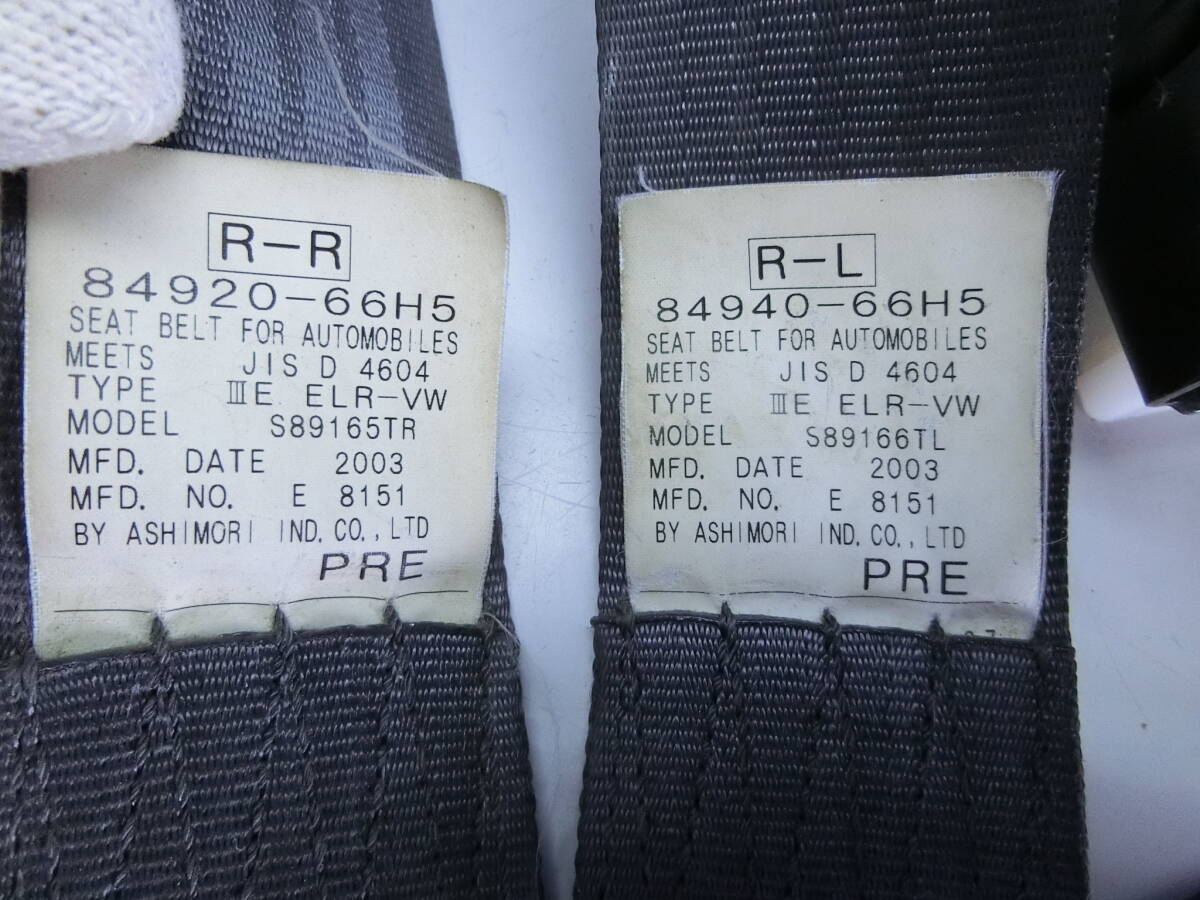 R-R
84920-66H5
SEAT BELT FOR AUTOMOBILES
MEETS JIS D 4604
TYPE ⅢE ELR-VW
MODEL S89165TR
MFD. DATE 2003
MFD. NO. E 8151
BY ASHIMORI IND. CO., LTD
PRE
R-L
84940-66H5
SEAT BELT FOR AUTOMOBILES
MEETS JIS D 4604
TYPE ⅢE ELR-VW
MODEL S89166TL
MFD. DATE 2003
MFD. NO. E 8151
BY ASHIMORI IND. CO., LTD
PRE